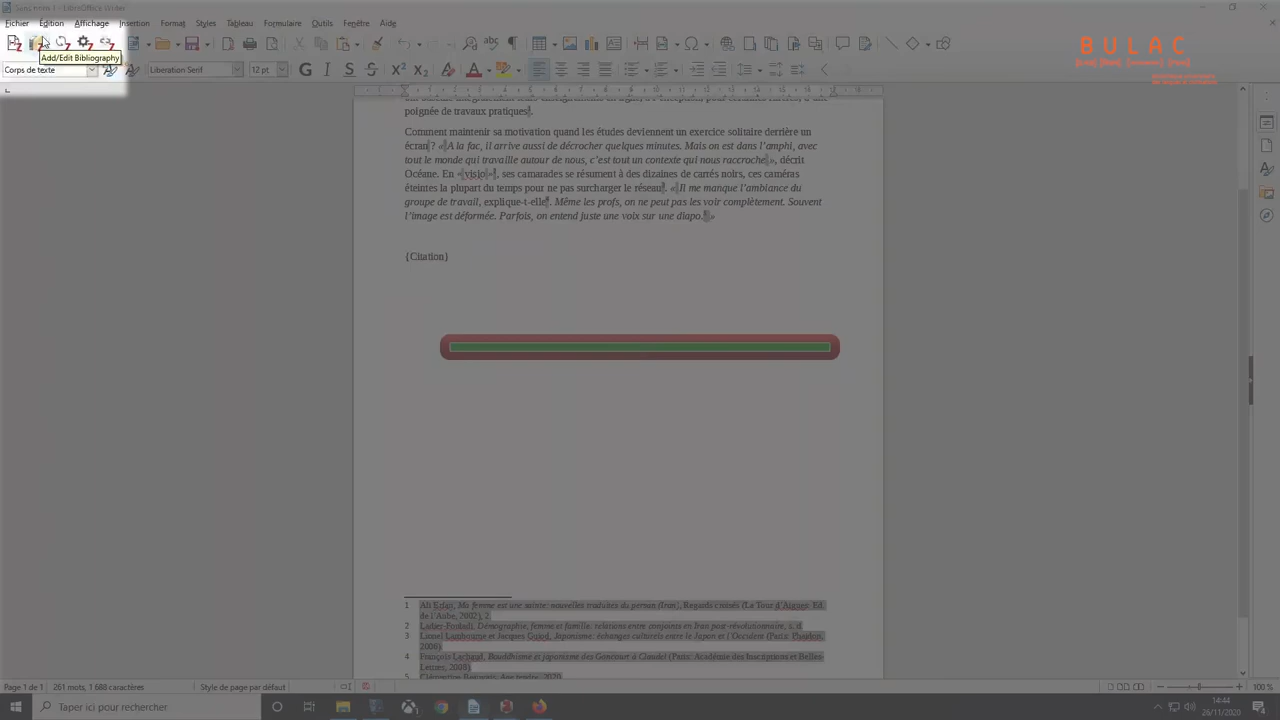 Sans nom 1 - LibreOffice Writer
Fichier Édition Affichage Insertion Format Styles Tableau Formulaire Outils Fenêtre Aide
Add/Edit Bibliography
Corps de texte Liberation Serif 12 pt
BULAC
poignée de travaux pratiques.
Comment maintenir sa motivation quand les études deviennent un exercice solitaire derrière un
écran ? « A la fac, il arrive aussi de décrocher quelques minutes. Mais on est dans l’amphi, avec
tout le monde qui travaille autour de nous, c’est tout un contexte qui nous raccroche », décrit
Océane. En « visio », ses camarades se résument à des dizaines de carrés noirs, ces caméras
éteintes la plupart du temps pour ne pas surcharger le réseau. « Il me manque l’ambiance du
groupe de travail, explique-t-elle. Même les profs, on ne peut pas les voir complètement. Souvent
l’image est déformée. Parfois, on entend juste une voix sur une diapo. »
{Citation}
1 Ali Erfan, Ma femme est une sainte: nouvelles traduites du persan (Iran), Regards croisés (La Tour d’Aigues: Éd.
de l’Aube, 2002), 2.
2 Ladier-Fouladi, Démographie, femme et famille: relations entre conjoints en Iran post-révolutionnaire, s. d.
3 Lionel Lambourne et Jacques Guiod, Japonisme: échanges culturels entre le Japon et l’Occident (Paris: Phaidon,
2006)
4 François Lachaud, Bouddhisme et japonisme des Goncourt à Claudel (Paris: Académie des Inscriptions et Belles-
Lettres, 2008)
5
Page 1 de 1 261 mots, 1 688 caractères Style de page par défaut 100 %
Taper ici pour rechercher
14:44
26/11/2020